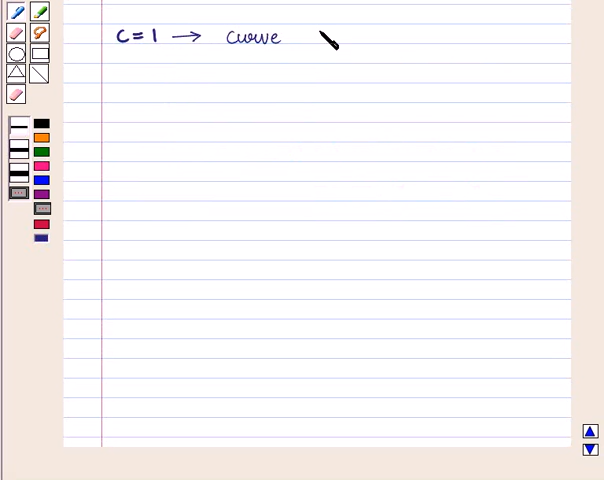 C = 1 → curve